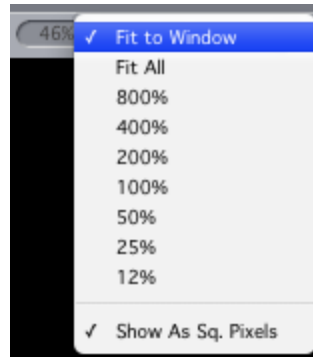 46%
✓ Fit to Window
Fit All
800%
400%
200%
100%
50%
25%
12%
✓ Show As Sq. Pixels